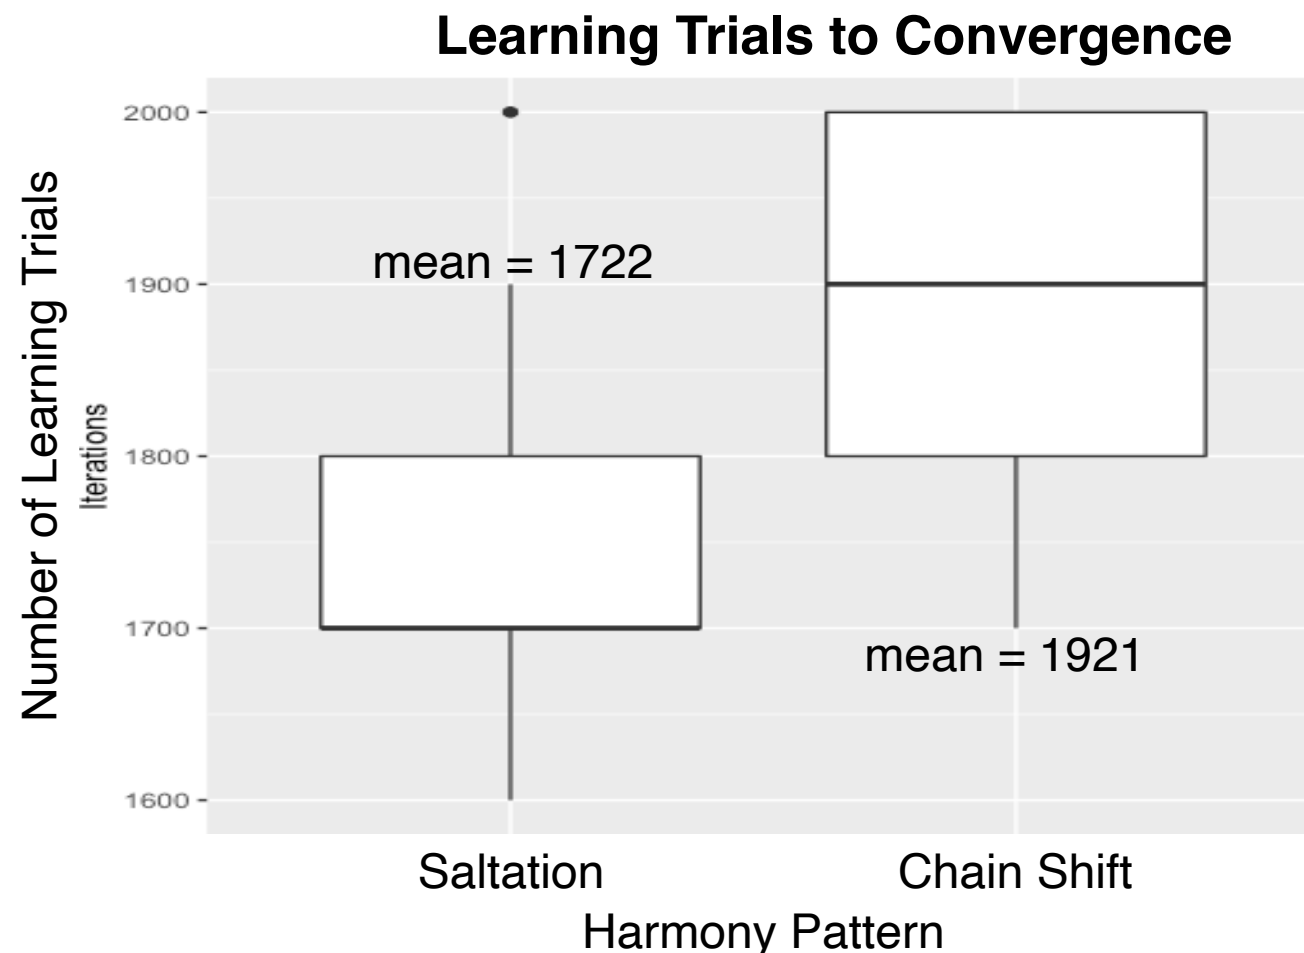 Learning Trials to Convergence
Number of Learning Trials
Iterations
2000
1900
1800
1700
1600
mean = 1722
mean = 1921
Saltation
Chain Shift
Harmony Pattern